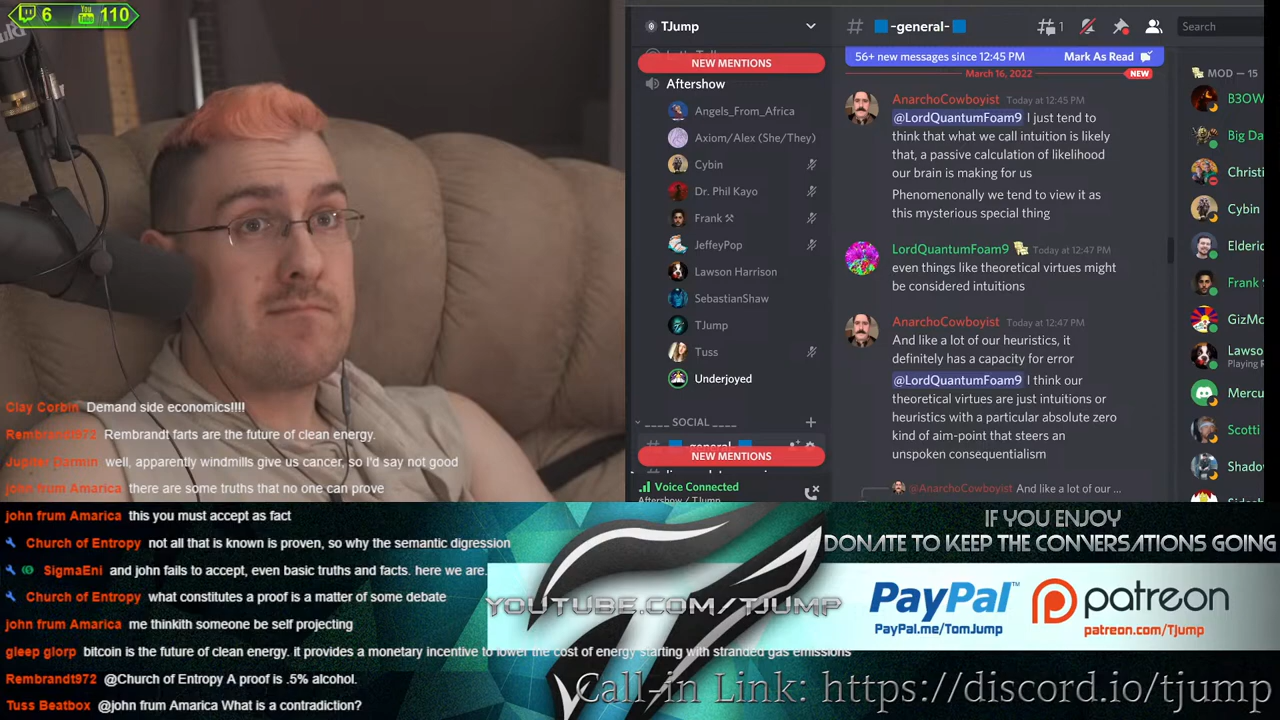 6
110
TJump
-general-
1
Search
NEW MENTIONS
Aftershow
Angels_From_Africa
Axiom/Alex (She/They)
Cybin
Dr. Phil Kayo
Frank
JeffeyPop
Lawson Harrison
SebastianShaw
TJump
Tuss
Underjoyed
____ SOCIAL ____
general
NEW MENTIONS
Voice Connected
Aftershow / TJump
56+ new messages since 12:45 PM Mark As Read
March 16, 2022 NEW
AnarchoCowboyist Today at 12:45 PM
@LordQuantumFoam9 I just tend to
think that what we call intuition is likely
that, a passive calculation of likelihood
our brain is making for us
Phenomenonally we tend to view it as
this mysterious special thing
LordQuantumFoam9 Today at 12:47 PM
even things like theoretical virtues might
be considered intuitions
AnarchoCowboyist Today at 12:47 PM
And like a lot of our heuristics, it
definitely has a capacity for error
@LordQuantumFoam9 I think our
theoretical virtues are just intuitions or
heuristics with a particular absolute zero
kind of aim-point that steers an
unspoken consequentialism
@AnarchoCowboyist And like a lot of our ...
MOD — 15
B3OW
Big Da
Christi
Cybin
Elderic
Frank
GizMo
Lawso
Playing R
Mercu
Scotti
Shado
Clay Corbin Demand side economics!!!!
Rembrandt972 Rembrandt farts are the future of clean energy.
Jupiter Darmin well, apparently windmills give us cancer, so I'd say not good
john frum Amarica there are some truths that no one can prove
john frum Amarica this you must accept as fact
Church of Entropy not all that is known is proven, so why the semantic digression
SigmaEni and john fails to accept, even basic truths and facts. here we are.
Church of Entropy what constitutes a proof is a matter of some debate
john frum Amarica me thinkith someone be self projecting
gleep glorp bitcoin is the future of clean energy. it provides a monetary incentive to lower the cost of energy starting with stranded gas emissions
Rembrandt972 @Church of Entropy A proof is .5% alcohol.
Tuss Beatbox @john frum Amarica What is a contradiction?
YOUTUBE.COM/TJUMP
IF YOU ENJOY
DONATE TO KEEP THE CONVERSATIONS GOING
PayPal™
PayPal.me/TomJump
patreon
patreon.com/Tjump
Call-in Link: https://discord.io/tjump